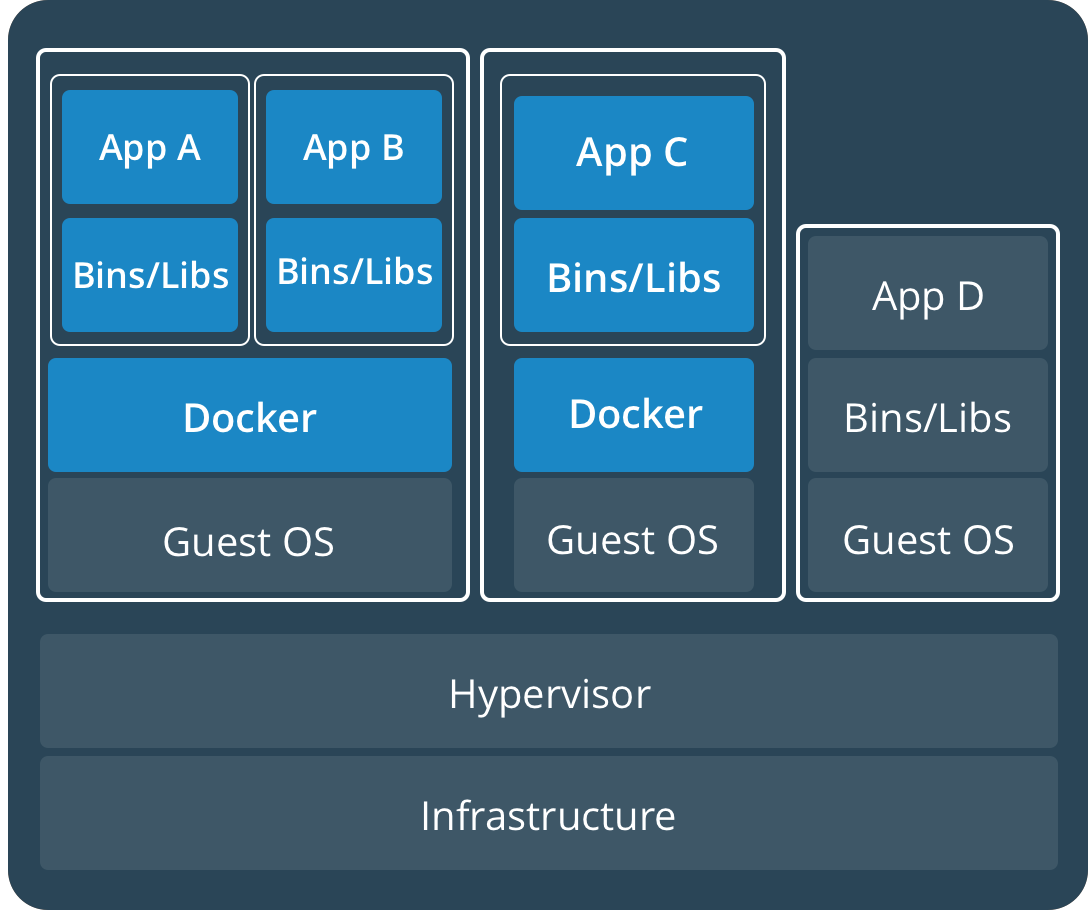 App A
App B
App C
Bins/Libs
Bins/Libs
Bins/Libs
App D
Docker
Docker
Bins/Libs
Guest OS
Guest OS
Guest OS
Hypervisor
Infrastructure